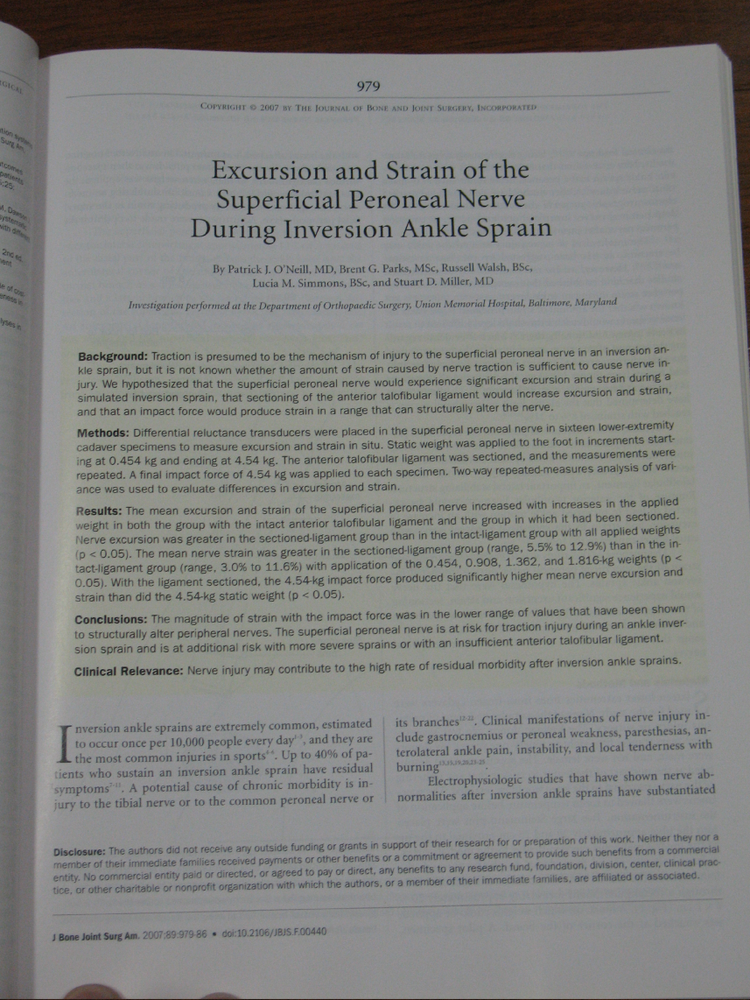 979
COPYRIGHT © 2007 BY THE JOURNAL OF BONE AND JOINT SURGERY, INCORPORATED
Excursion and Strain of the
Superficial Peroneal Nerve
During Inversion Ankle Sprain
By Patrick J. O'Neill, MD, Brent G. Parks, MSc, Russell Walsh, BSc,
Lucia M. Simmons, BSc, and Stuart D. Miller, MD
Investigation performed at the Department of Orthopaedic Surgery, Union Memorial Hospital, Baltimore, Maryland
Background: Traction is presumed to be the mechanism of injury to the superficial peroneal nerve in an inversion an-
kle sprain, but it is not known whether the amount of strain caused by nerve traction is sufficient to cause nerve in-
jury. We hypothesized that the superficial peroneal nerve would experience significant excursion and strain during a
simulated inversion sprain, that sectioning of the anterior talofibular ligament would increase excursion and strain,
and that an impact force would produce strain in a range that can structurally alter the nerve.
Methods: Differential reluctance transducers were placed in the superficial peroneal nerve in sixteen lower-extremity
cadaver specimens to measure excursion and strain in situ. Static weight was applied to the foot in increments start-
ing at 0.454 kg and ending at 4.54 kg. The anterior talofibular ligament was sectioned, and the measurements were
repeated. A final impact force of 4.54 kg was applied to each specimen. Two-way repeated-measures analysis of vari-
ance was used to evaluate differences in excursion and strain.
Results: The mean excursion and strain of the superficial peroneal nerve increased with increases in the applied
weight in both the group with the intact anterior talofibular ligament and the group in which it had been sectioned.
Nerve excursion was greater in the sectioned-ligament group than in the intact-ligament group with all applied weights
(p < 0.05). The mean nerve strain was greater in the sectioned-ligament group (range, 5.5% to 12.9%) than in the in-
tact-ligament group (range, 3.0% to 11.6%) with application of the 0.454, 0.908, 1.362, and 1.816-kg weights (p <
0.05). With the ligament sectioned, the 4.54-kg impact force produced significantly higher mean nerve excursion and
strain than did the 4.54-kg static weight (p < 0.05).
Conclusions: The magnitude of strain with the impact force was in the lower range of values that have been shown
to structurally alter peripheral nerves. The superficial peroneal nerve is at risk for traction injury during an ankle inver-
sion sprain and is at additional risk with more severe sprains or with an insufficient anterior talofibular ligament.
Clinical Relevance: Nerve injury may contribute to the high rate of residual morbidity after inversion ankle sprains.
Inversion ankle sprains are extremely common, estimated
to occur once per 10,000 people every day, and they are
the most common injuries in sports. Up to 40% of pa-
tients who sustain an inversion ankle sprain have residual
symptoms. A potential cause of chronic morbidity is in-
jury to the tibial nerve or to the common peroneal nerve or
its branches. Clinical manifestations of nerve injury in-
clude gastrocnemius or peroneal weakness, paresthesias, an-
terolateral ankle pain, instability, and local tenderness with
burning.
Electrophysiologic studies that have shown nerve ab-
normalities after inversion ankle sprains have substantiated
Disclosure: The authors did not receive any outside funding or grants in support of their research for or preparation of this work. Neither they nor a
member of their immediate families received payments or other benefits or a commitment or agreement to provide such benefits from a commercial
entity. No commercial entity paid or directed, or agreed to pay or direct, any benefits to any research fund, foundation, division, center, clinical prac-
tice, or other charitable or nonprofit organization with which the authors, or a member of their immediate families, are affiliated or associated.
J Bone Joint Surg Am. 2007;89:979-86 • doi:10.2106/JBJS.F.00440